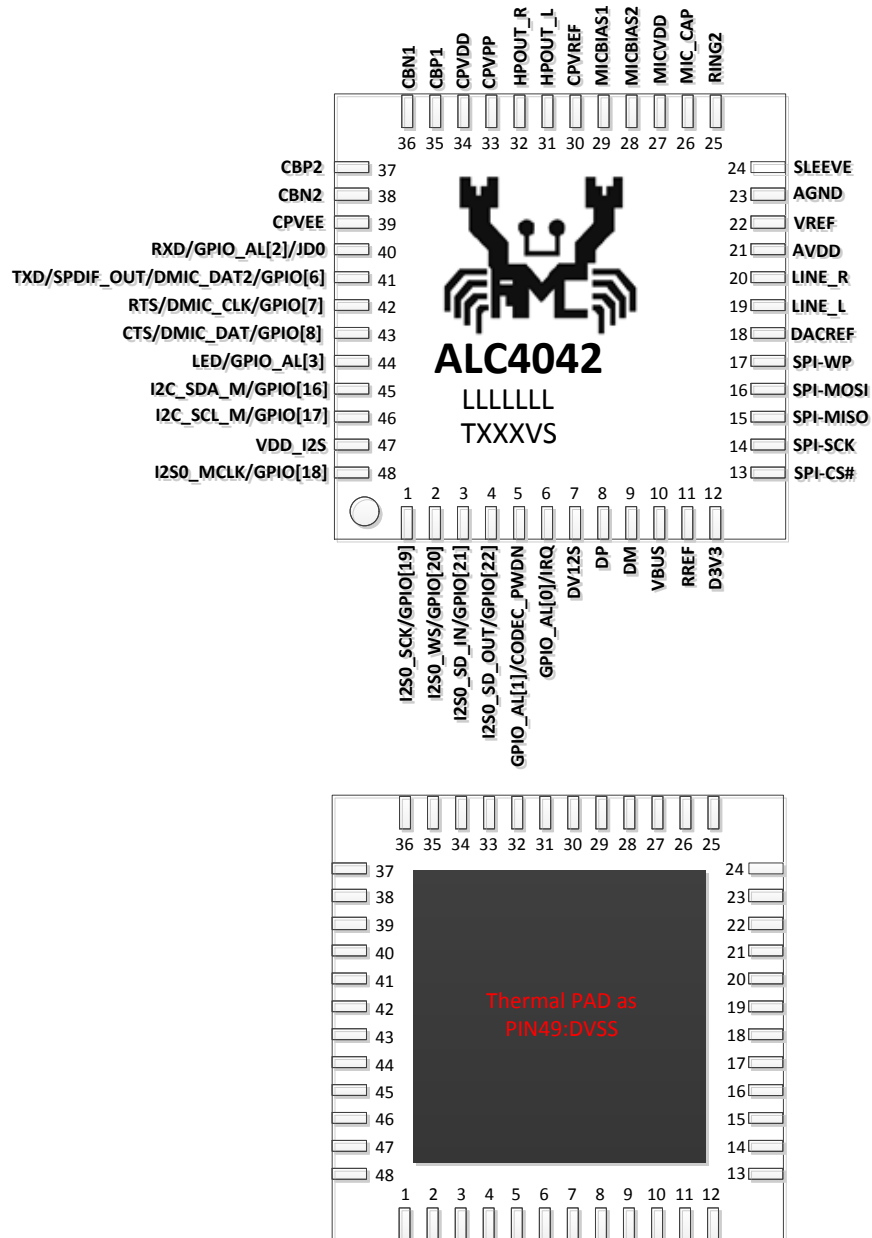 CBN1
CBP1
CPVDD
CPVPP
HPOUT_R
HPOUT_L
CPVREF
MICBIAS1
MICBIAS2
MICVDD
MIC_CAP
RING2
36 35 34 33 32 31 30 29 28 27 26 25
CBP2 37
CBN2 38
CPVEE 39
RXD/GPIO_AL[2]/JD0 40
TXD/SPDIF_OUT/DMIC_DAT2/GPIO[6] 41
RTS/DMIC_CLK/GPIO[7] 42
CTS/DMIC_DAT/GPIO[8] 43
LED/GPIO_AL[3] 44
I2C_SDA_M/GPIO[16] 45
I2C_SCL_M/GPIO[17] 46
VDD_I2S 47
I2S0_MCLK/GPIO[18] 48
AMC
ALC4042
LLLLLLL
TXXXVS
24 SLEEVE
23 AGND
22 VREF
21 AVDD
20 LINE_R
19 LINE_L
18 DACREF
17 SPI-WP
16 SPI-MOSI
15 SPI-MISO
14 SPI-SCK
13 SPI-CS#
1 2 3 4 5 6 7 8 9 10 11 12
I2S0_SCK/GPIO[19]
I2S0_WS/GPIO[20]
I2S0_SD_IN/GPIO[21]
I2S0_SD_OUT/GPIO[22]
GPIO_AL[1]/CODEC_PWDN
GPIO_AL[0]/IRQ
DV12S
DP
DM
VBUS
RREF
D3V3
36 35 34 33 32 31 30 29 28 27 26 25
37
38
39
40
41
42
43
44
45
46
47
48
Thermal PAD as
PIN49:DVSS
24
23
22
21
20
19
18
17
16
15
14
13
1 2 3 4 5 6 7 8 9 10 11 12